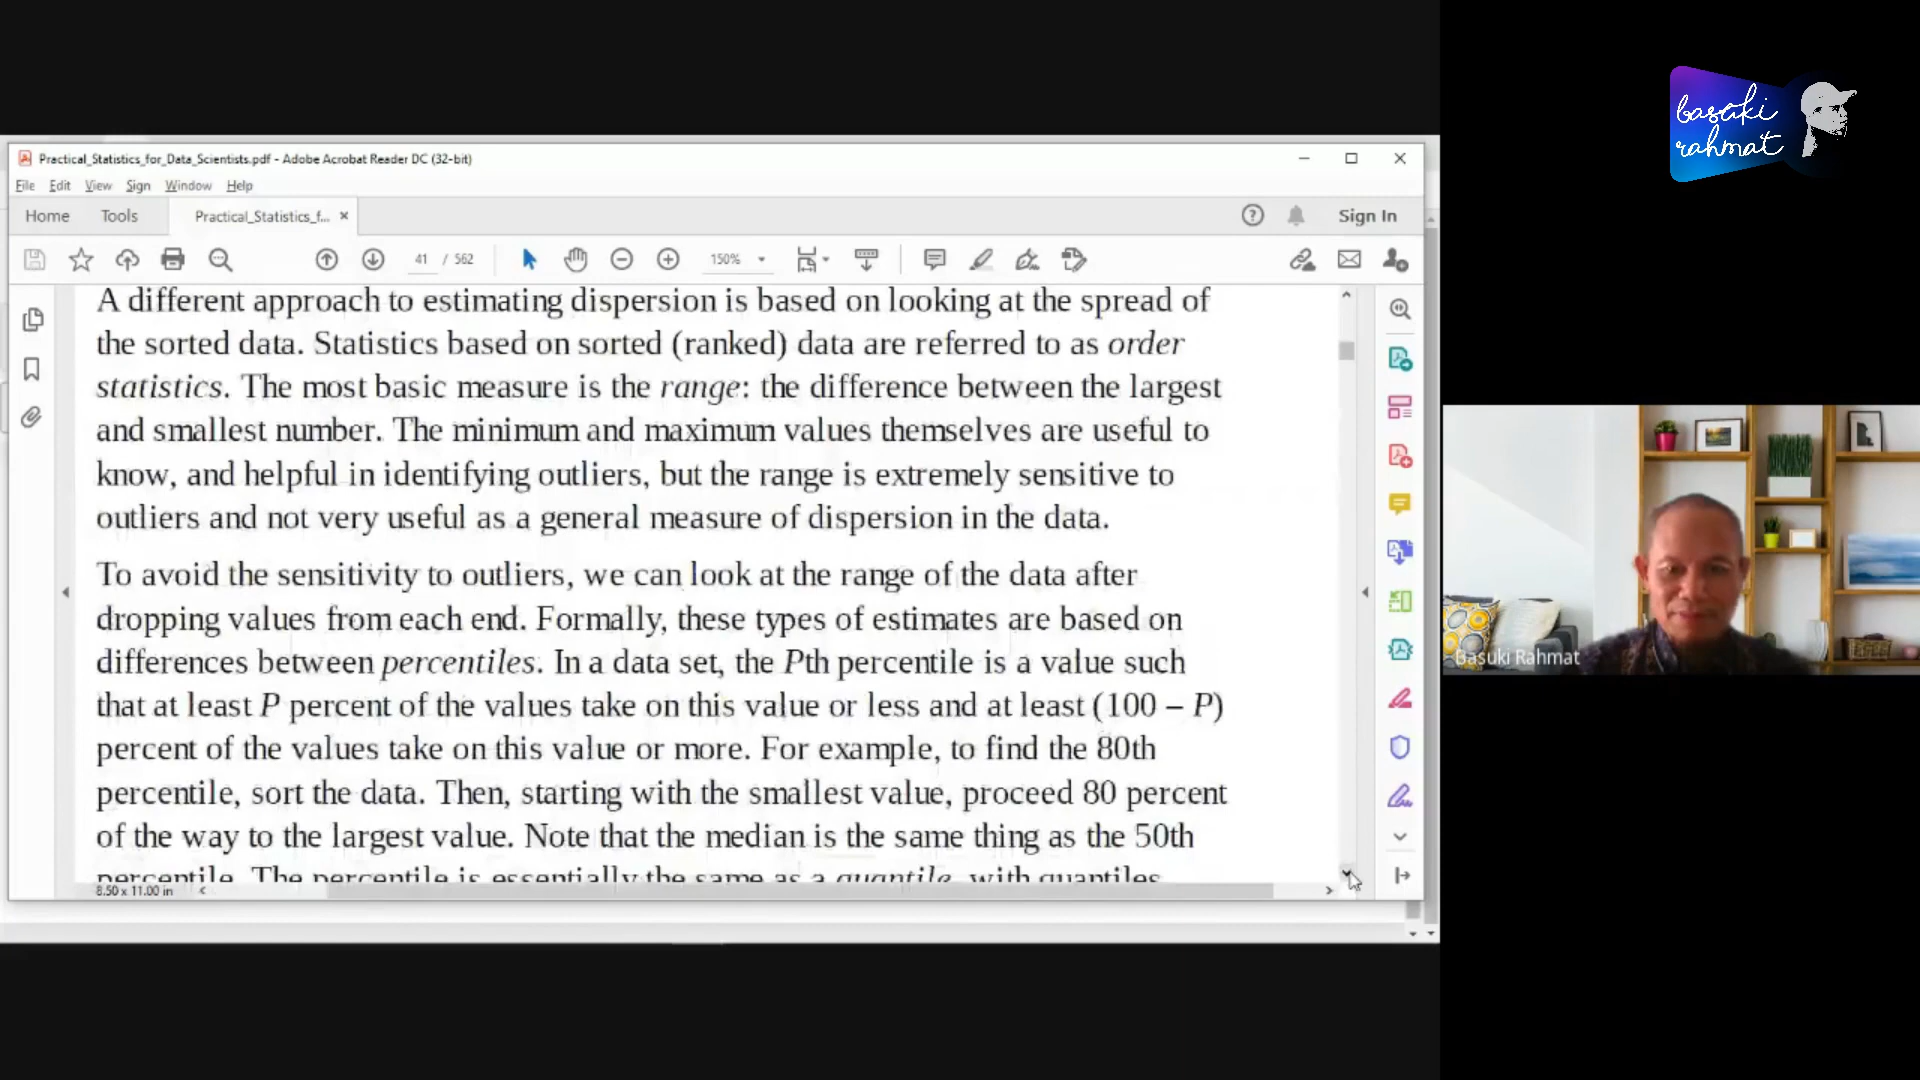 basuki
rahmat
Practical_Statistics_for_Data_Scientists.pdf - Adobe Acrobat Reader DC (32-bit)
File Edit View Sign Window Help
Home Tools Practical_Statistics_f... × Sign In
41 / 562 150%
A different approach to estimating dispersion is based on looking at the spread of
the sorted data. Statistics based on sorted (ranked) data are referred to as order
statistics. The most basic measure is the range: the difference between the largest
and smallest number. The minimum and maximum values themselves are useful to
know, and helpful in identifying outliers, but the range is extremely sensitive to
outliers and not very useful as a general measure of dispersion in the data.
To avoid the sensitivity to outliers, we can look at the range of the data after
dropping values from each end. Formally, these types of estimates are based on
differences between percentiles. In a data set, the Pth percentile is a value such
that at least P percent of the values take on this value or less and at least (100 – P)
percent of the values take on this value or more. For example, to find the 80th
percentile, sort the data. Then, starting with the smallest value, proceed 80 percent
of the way to the largest value. Note that the median is the same thing as the 50th
percentile. The percentile is essentially the same as a quantile, with quantiles
8.50 x 11.00 in
Basuki Rahmat